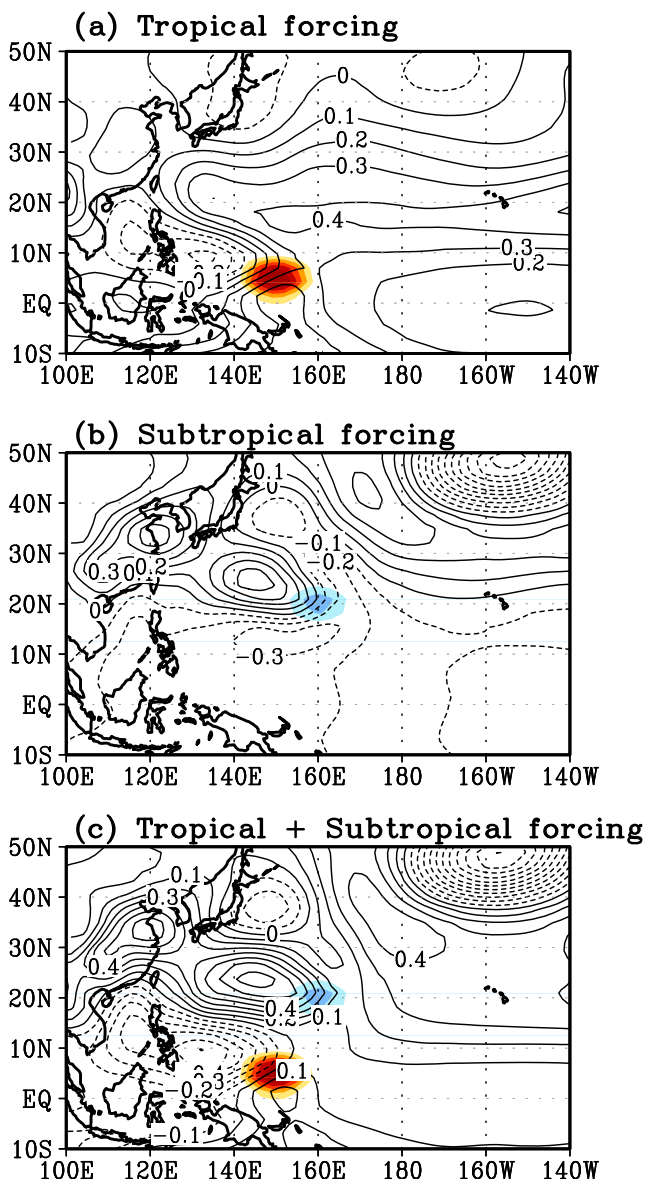 (a) Tropical forcing
50N
0
40N
0.1
0.2
30N
0.3
20N
0.4
10N
0.3
0.2
0
0.1
EQ
10S
100E 120E 140E 160E 180 160W 140W
(b) Subtropical forcing
50N
0.1
0
40N
-0.1
30N
-0.2
0.3 0 0.2
0
20N
10N
-0.3
EQ
10S
100E 120E 140E 160E 180 160W 140W
(c) Tropical + Subtropical forcing
50N
0.1
0.3
40N
0
30N
0.4
0.4
20N
0.4
0.1
10N
0.1
-0.2
EQ
-0.1
10S
100E 120E 140E 160E 180 160W 140W